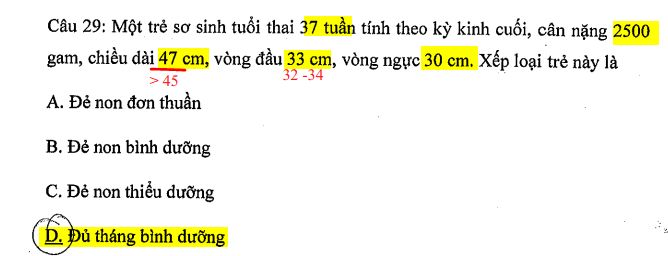 Câu 29: Một trẻ sơ sinh tuổi thai 37 tuần tính theo kỳ kinh cuối, cân nặng 2500
gam, chiều dài 47 cm, vòng đầu 33 cm, vòng ngực 30 cm. Xếp loại trẻ này là
> 45 32 -34
A. Đẻ non đơn thuần
B. Đẻ non bình dưỡng
C. Đẻ non thiểu dưỡng
D. Đủ tháng bình dưỡng